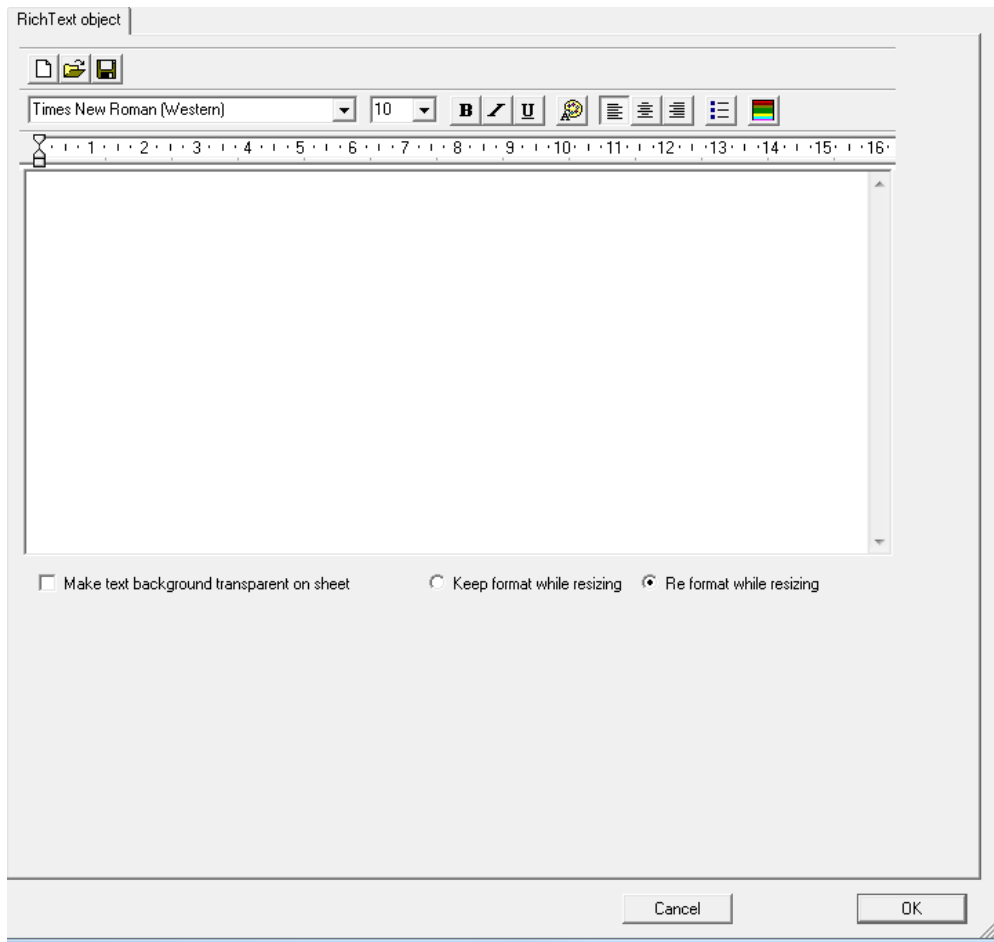 RichText object
Times New Roman (Western) 10 B I U A
1 2 3 4 5 6 7 8 9 10 11 12 13 14 15 16
Make text background transparent on sheet Keep format while resizing Re format while resizing
Cancel OK